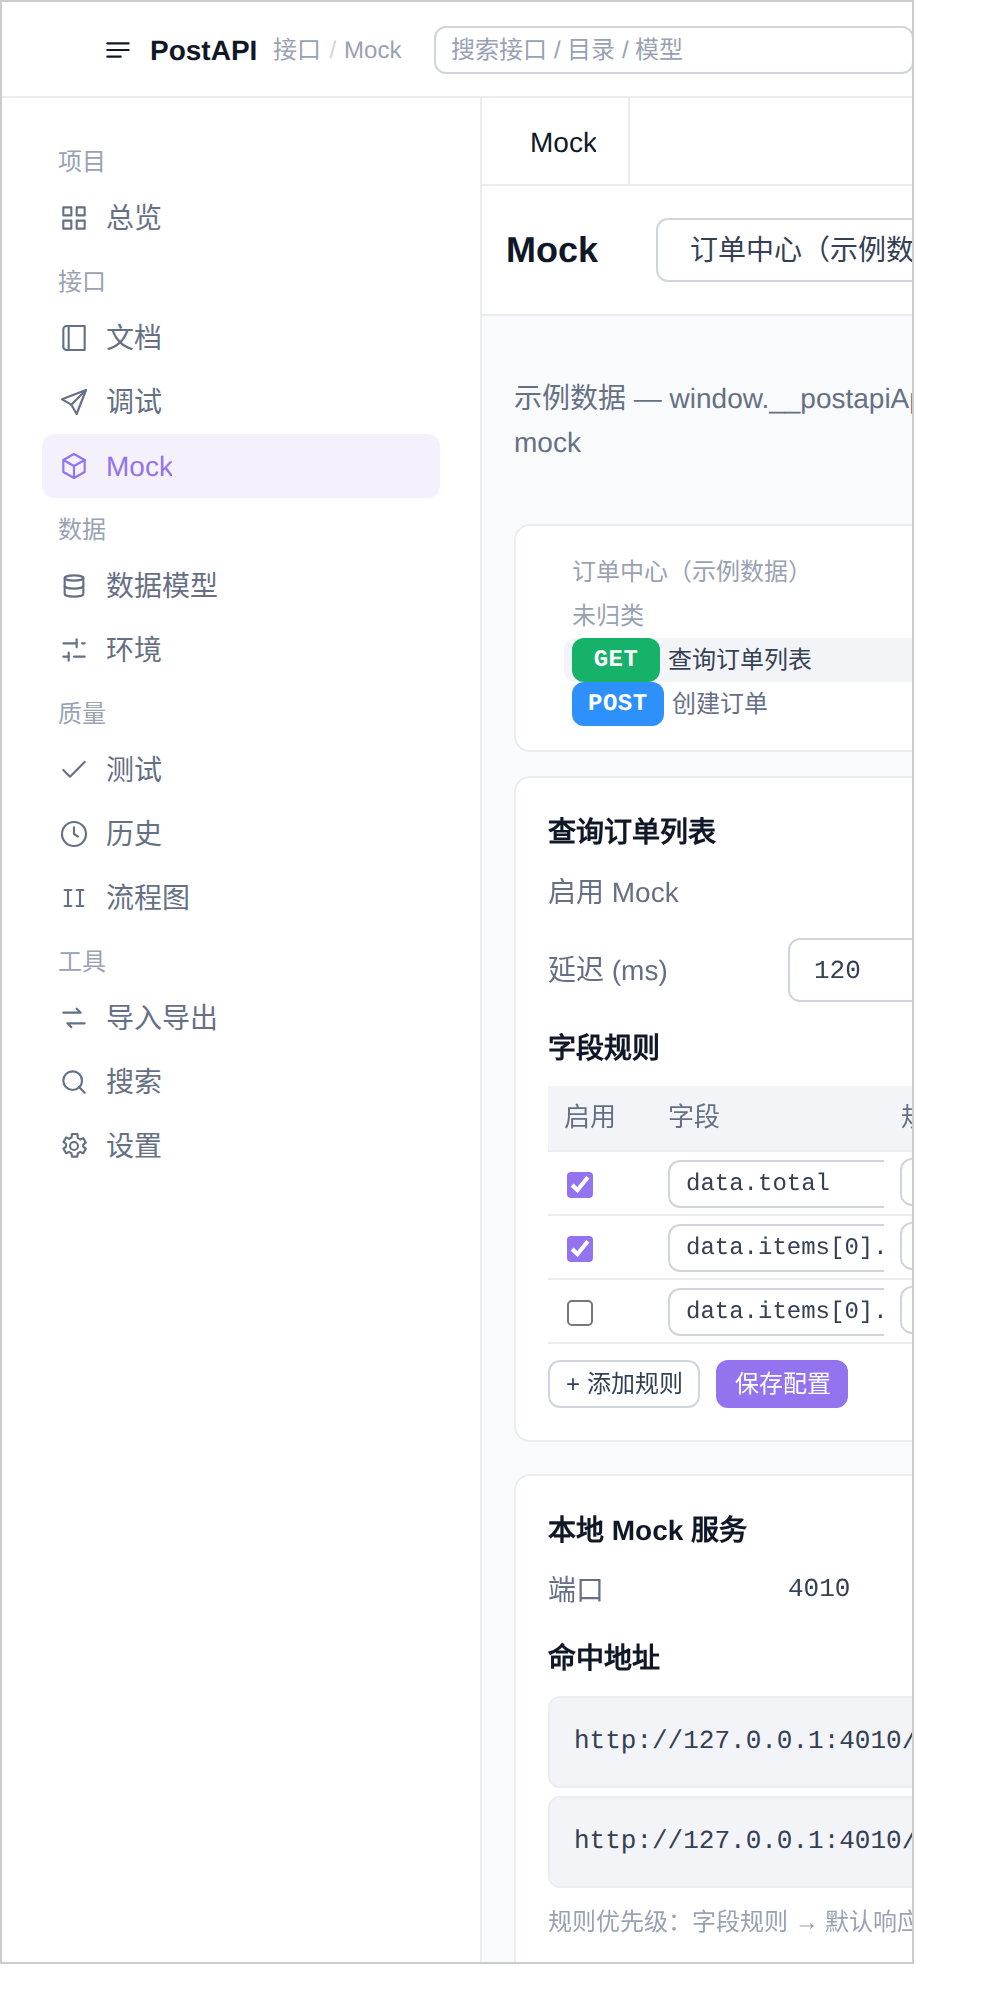 PostAPI 接口 / Mock 搜索接口 / 目录 / 模型
项目
总览
接口
文档
调试
Mock
数据
数据模型
环境
质量
测试
历史
流程图
工具
导入导出
搜索
设置
Mock
Mock 订单中心（示例数
示例数据 — window.__postapiA
mock
订单中心（示例数据）
未归类
GET 查询订单列表
POST 创建订单
查询订单列表
启用 Mock
延迟 (ms) 120
字段规则
启用 字段
data.total
data.items[0].
data.items[0].
+ 添加规则 保存配置
本地 Mock 服务
端口 4010
命中地址
http://127.0.0.1:4010/
http://127.0.0.1:4010/
规则优先级：字段规则 → 默认响应